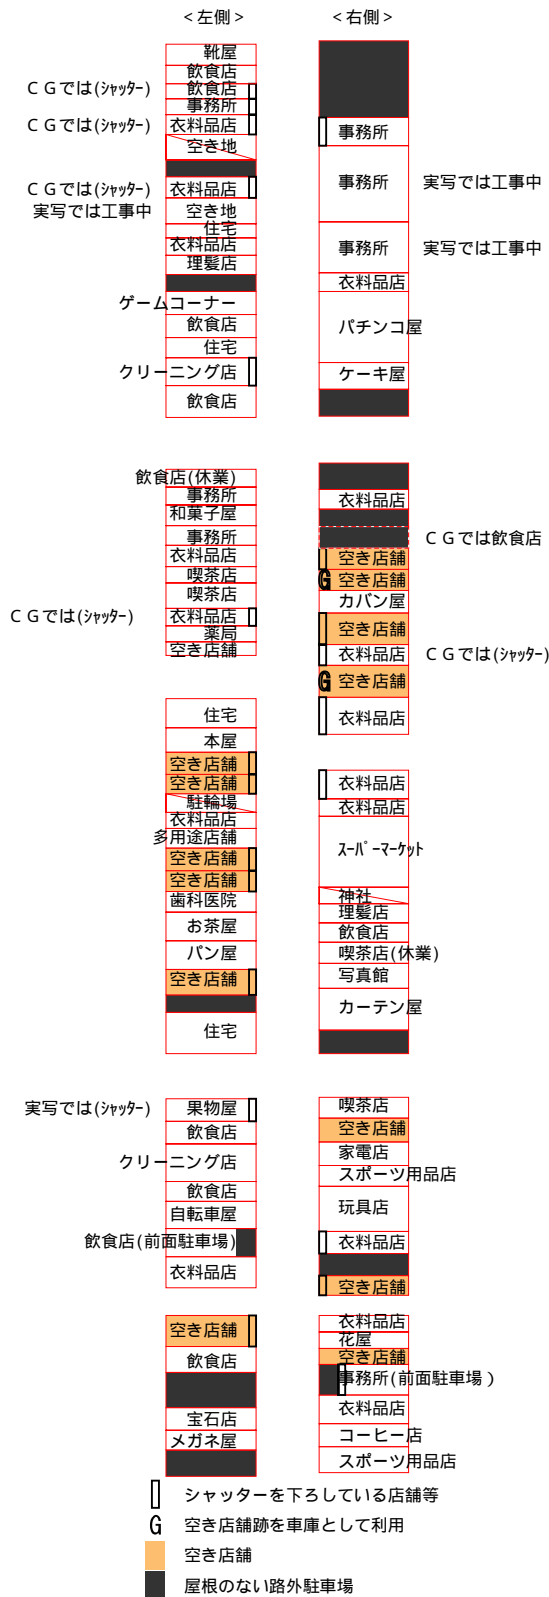 ＜左側＞
＜右側＞
靴屋
飲食店
ＣＧでは(ｼｬｯﾀｰ)
飲食店
事務所
ＣＧでは(ｼｬｯﾀｰ)
衣料品店
空き地
ＣＧでは(ｼｬｯﾀｰ)
衣料品店
実写では工事中
空き地
住宅
衣料品店
理髪店
ゲームコーナー
飲食店
住宅
クリーニング店
飲食店
事務所
事務所
実写では工事中
事務所
実写では工事中
衣料品店
パチンコ屋
ケーキ屋
飲食店(休業)
事務所
和菓子屋
事務所
衣料品店
喫茶店
喫茶店
ＣＧでは(ｼｬｯﾀｰ)
衣料品店
薬局
空き店舗
衣料品店
ＣＧでは飲食店
空き店舗
G 空き店舗
カバン屋
空き店舗
衣料品店
ＣＧでは(ｼｬｯﾀｰ)
G 空き店舗
衣料品店
住宅
本屋
空き店舗
空き店舗
駐輪場
衣料品店
多用途店舗
空き店舗
空き店舗
歯科医院
お茶屋
パン屋
空き店舗
住宅
衣料品店
衣料品店
ｽｰﾊﾟｰﾏｰｹｯﾄ
神社
理髪店
飲食店
喫茶店(休業)
写真館
カーテン屋
実写では(ｼｬｯﾀｰ)
果物屋
飲食店
クリーニング店
飲食店
自転車屋
飲食店(前面駐車場)
衣料品店
喫茶店
空き店舗
家電店
スポーツ用品店
玩具店
衣料品店
空き店舗
空き店舗
飲食店
宝石店
メガネ屋
衣料品店
花屋
空き店舗
事務所(前面駐車場)
衣料品店
コーヒー店
スポーツ用品店
シャッターを下ろしている店舗等
G 空き店舗跡を車庫として利用
空き店舗
屋根のない路外駐車場